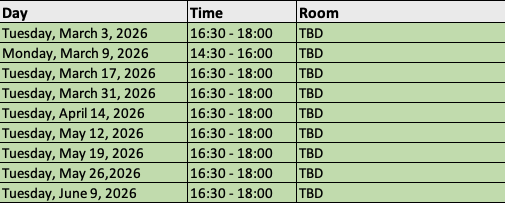 Day Time Room
Tuesday, March 3, 2026 16:30 - 18:00 TBD
Monday, March 9, 2026 14:30 - 16:00 TBD
Tuesday, March 17, 2026 16:30 - 18:00 TBD
Tuesday, March 31, 2026 16:30 - 18:00 TBD
Tuesday, April 14, 2026 16:30 - 18:00 TBD
Tuesday, May 12, 2026 16:30 - 18:00 TBD
Tuesday, May 19, 2026 16:30 - 18:00 TBD
Tuesday, May 26,2026 16:30 - 18:00 TBD
Tuesday, June 9, 2026 16:30 - 18:00 TBD